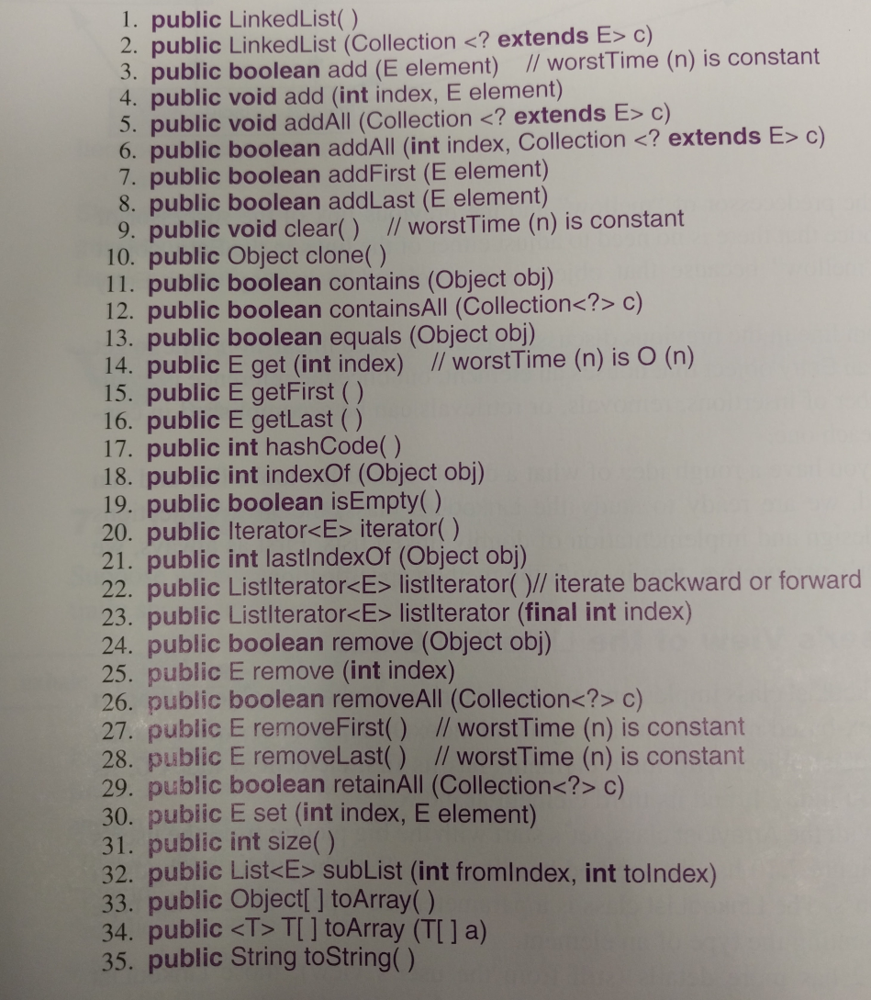 1. public LinkedList( )
2. public LinkedList (Collection <? extends E> c)
3. public boolean add (E element) // worstTime (n) is constant
4. public void add (int index, E element)
5. public void addAll (Collection <? extends E> c)
6. public boolean addAll (int index, Collection <? extends E> c)
7. public boolean addFirst (E element)
8. public boolean addLast (E element)
9. public void clear( ) // worstTime (n) is constant
10. public Object clone( )
11. public boolean contains (Object obj)
12. public boolean containsAll (Collection<?> c)
13. public boolean equals (Object obj)
14. public E get (int index) // worstTime (n) is O (n)
15. public E getFirst ( )
16. public E getLast ( )
17. public int hashCode( )
18. public int indexOf (Object obj)
19. public boolean isEmpty( )
20. public Iterator<E> iterator( )
21. public int lastIndexOf (Object obj)
22. public ListIterator<E> listIterator( )// iterate backward or forward
23. public ListIterator<E> listIterator (final int index)
24. public boolean remove (Object obj)
25. public E remove (int index)
26. public boolean removeAll (Collection<?> c)
27. public E removeFirst( ) // worstTime (n) is constant
28. public E removeLast( ) // worstTime (n) is constant
29. public boolean retainAll (Collection<?> c)
30. public E set (int index, E element)
31. public int size( )
32. public List<E> subList (int fromIndex, int toIndex)
33. public Object[ ] toArray( )
34. public <T> T[ ] toArray (T[ ] a)
35. public String toString( )